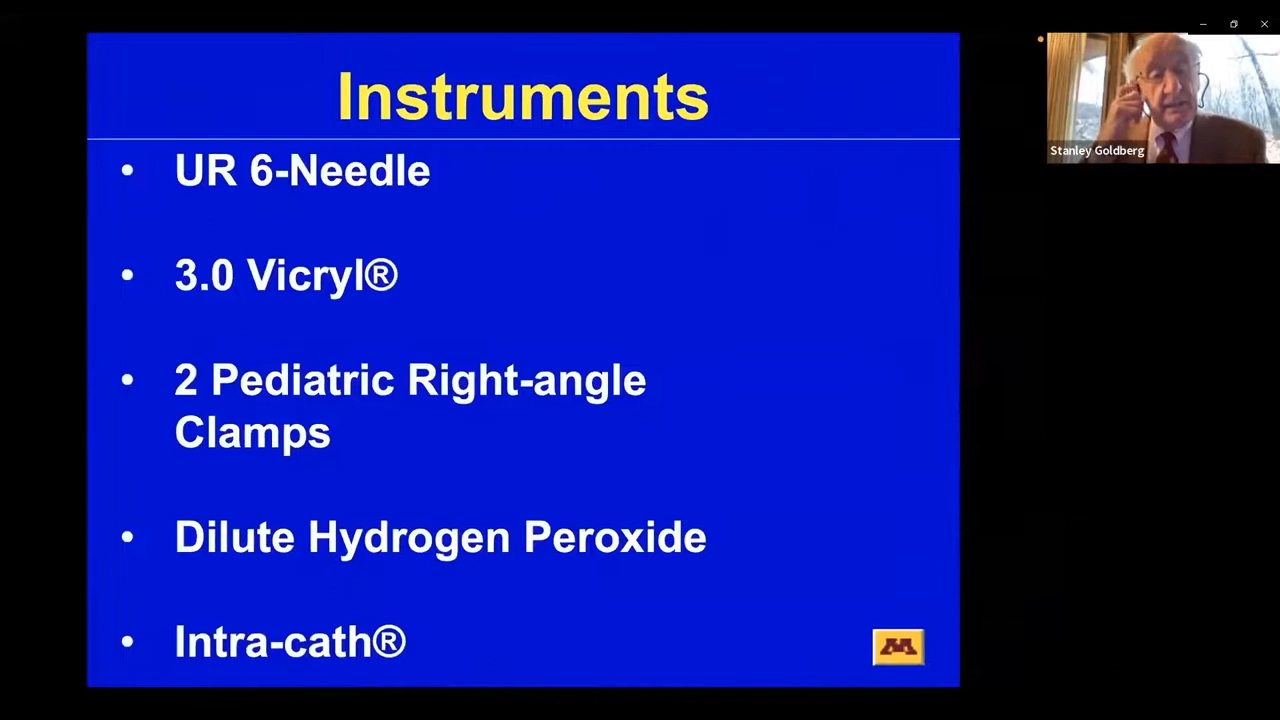 Instruments
• UR 6-Needle
• 3.0 Vicryl®
• 2 Pediatric Right-angle
Clamps
• Dilute Hydrogen Peroxide
• Intra-cath®
M
Stanley Goldberg